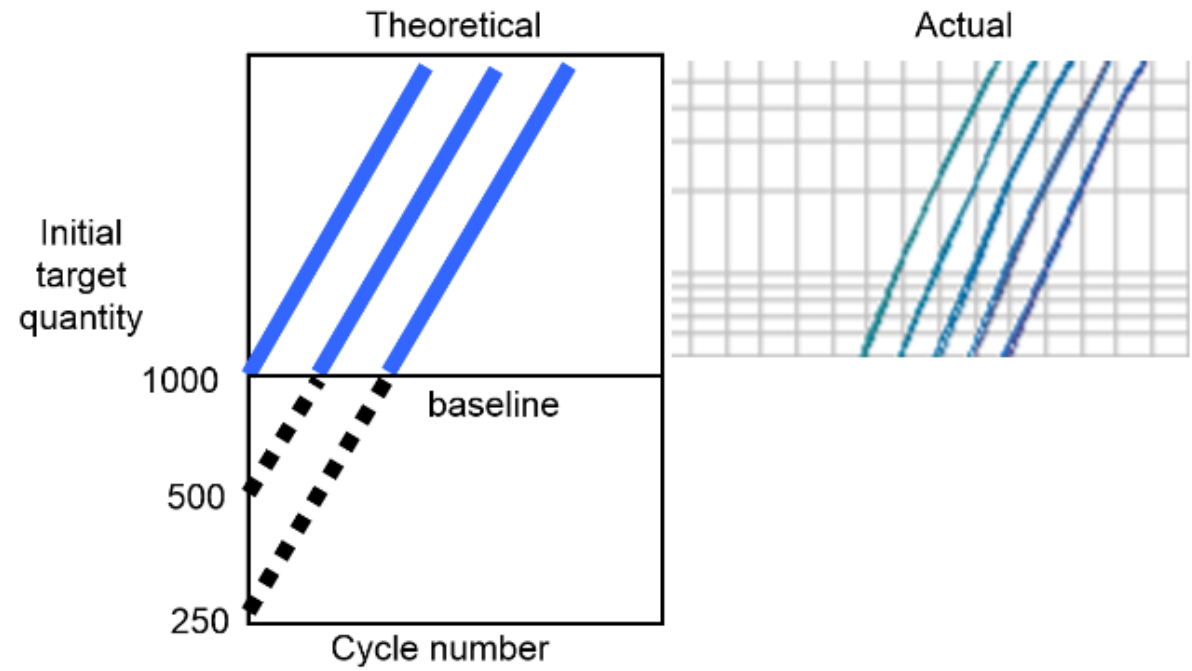 Theoretical
Actual
Initial
target
quantity
1000
baseline
500
250
Cycle number